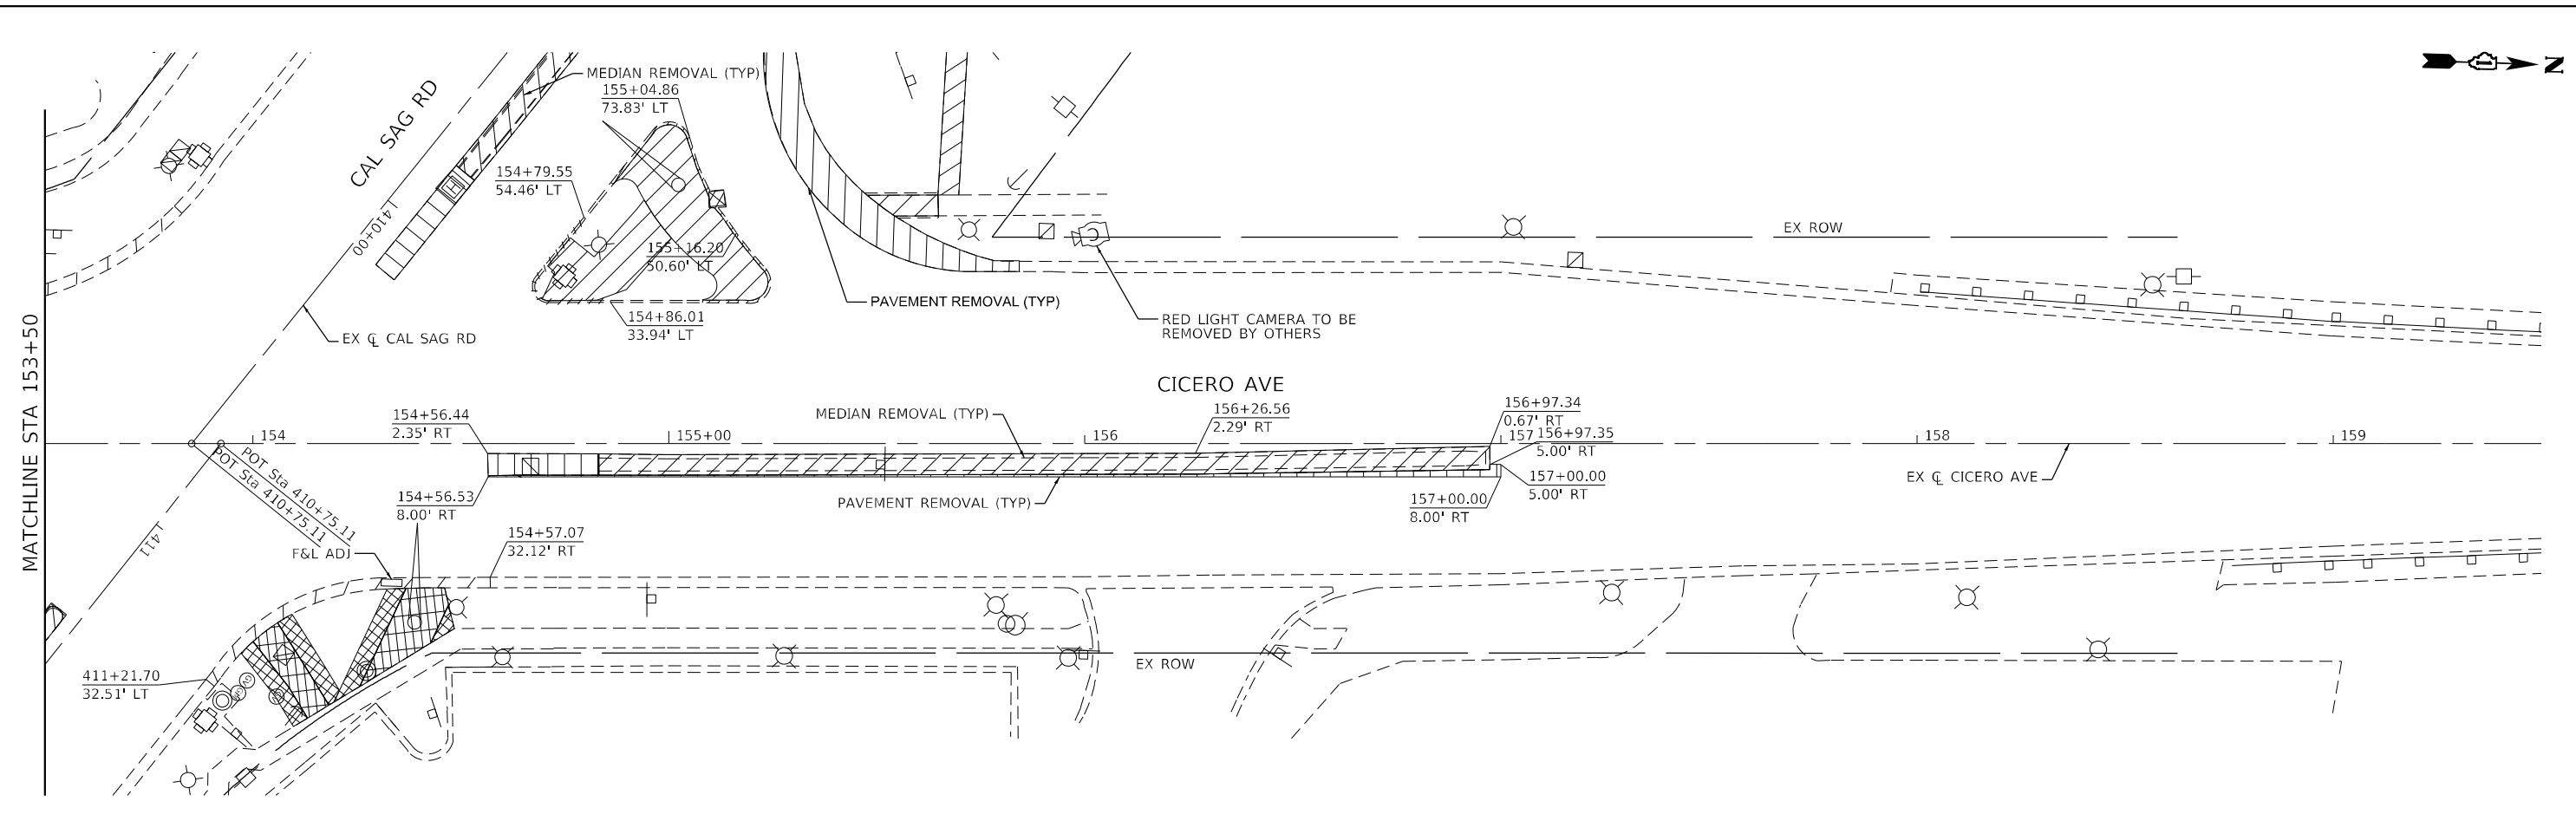 MEDIAN REMOVAL (TYP)
155+04.86
73.83' LT
N
CAL SAG RD
154+79.55
54.46' LT
410+00
155+16.20
50.60' LT
EX ROW
PAVEMENT REMOVAL (TYP)
154+86.01
33.94' LT
RED LIGHT CAMERA TO BE
REMOVED BY OTHERS
EX ℄ CAL SAG RD
MATCHLINE STA 153+50
CICERO AVE
154+56.44
2.35' RT
MEDIAN REMOVAL (TYP)
156+26.56
2.29' RT
156+97.34
0.67' RT
154
155+00
156
157
156+97.35
5.00' RT
158
159
POT Sta 410+75.11
POT Sta 410+75.11
EX ℄ CICERO AVE
157+00.00
5.00' RT
154+56.53
8.00' RT
PAVEMENT REMOVAL (TYP)
157+00.00
8.00' RT
411
F&L ADJ
154+57.07
32.12' RT
EX ROW
411+21.70
32.51' LT